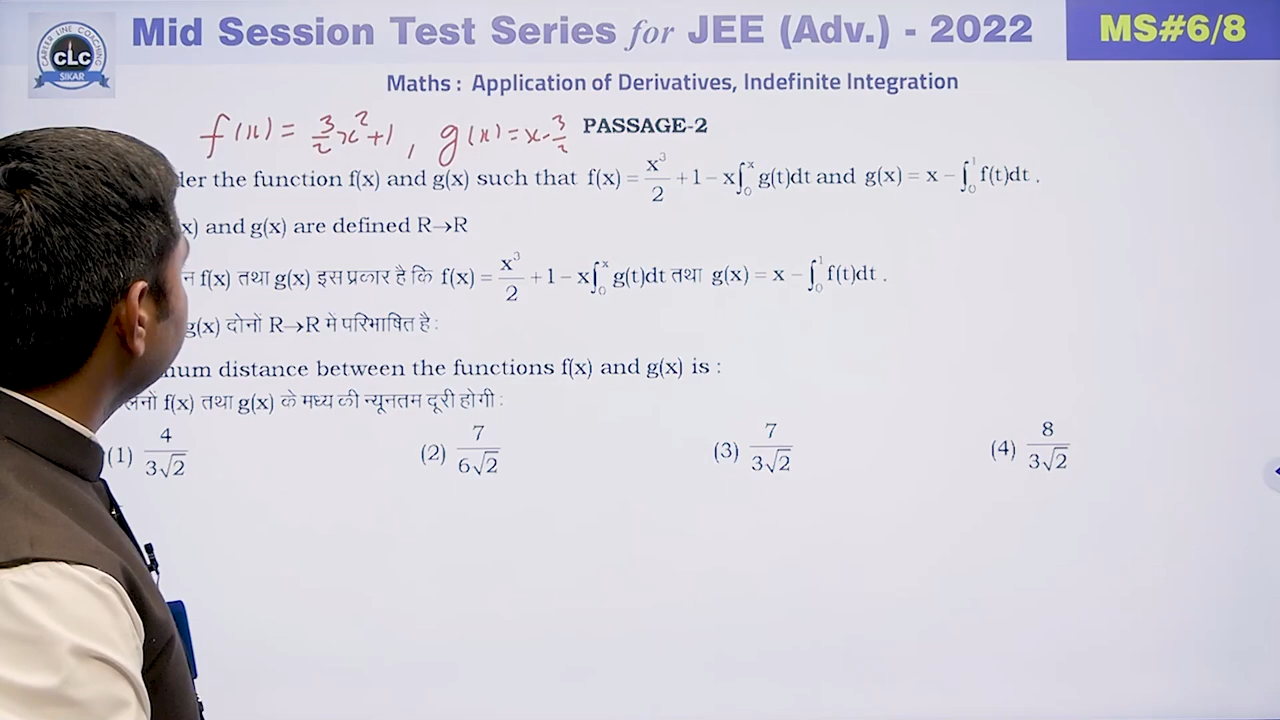 Mid Session Test Series for JEE (Adv.) - 2022
MS#6/8
CAREER LINE COACHING
CLC
SIKAR
Maths : Application of Derivatives, Indefinite Integration
f(x) = 3/2 x² + 1 , g(x) = x - 3/2
PASSAGE-2
the function f(x) and g(x) such that f(x) = x³/2 + 1 - x∫₀ˣ g(t)dt and g(x) = x - ∫₀¹ f(t)dt .
x) and g(x) are defined R→R
f(x) तथा g(x) इस प्रकार है कि f(x) = x³/2 + 1 - x∫₀ˣ g(t)dt तथा g(x) = x - ∫₀¹ f(t)dt .
g(x) दोनों R→R में परिभाषित है :
distance between the functions f(x) and g(x) is :
f(x) तथा g(x) के मध्य की न्यूनतम दूरी होगी :
(1) 4/3√2 (2) 7/6√2 (3) 7/3√2 (4) 8/3√2